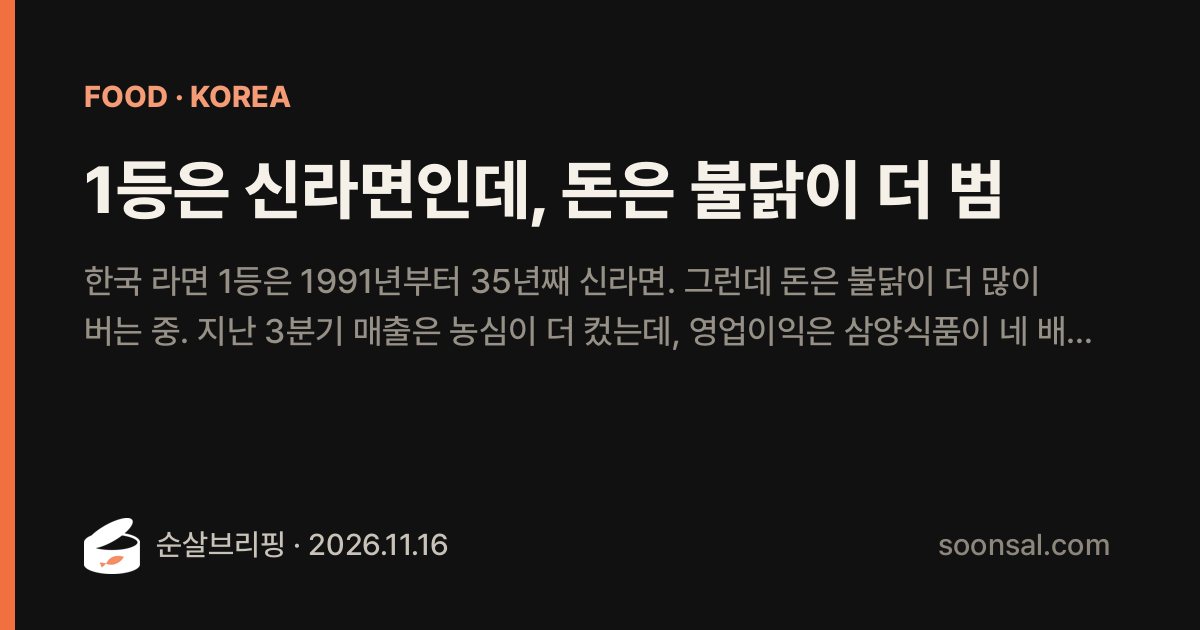 FOOD · KOREA
1등은 신라면인데, 돈은 불닭이 더 범
한국 라면 1등은 1991년부터 35년째 신라면. 그런데 돈은 불닭이 더 많이
버는 중. 지난 3분기 매출은 농심이 더 컸는데, 영업이익은 삼양식품이 네 배...
순살브리핑 · 2026.11.16
soonsal.com